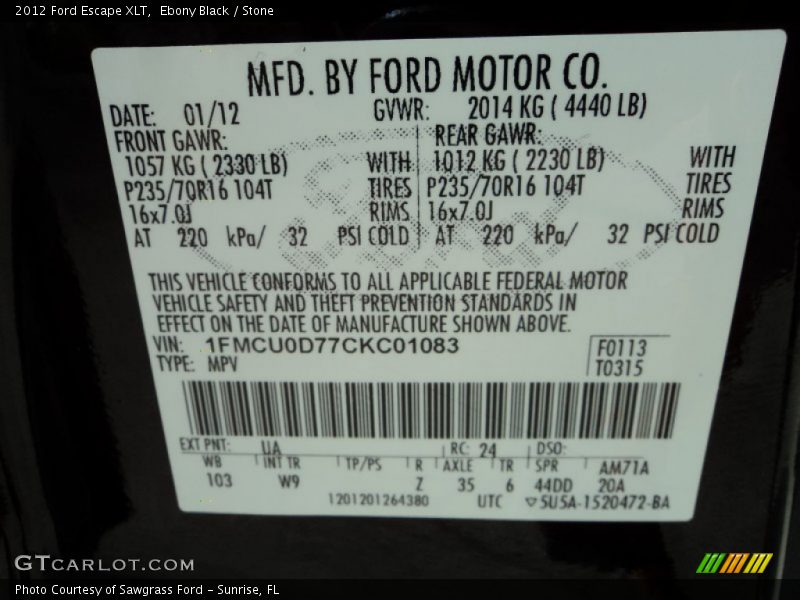 2012 Ford Escape XLT, Ebony Black / Stone
MFD. BY FORD MOTOR CO.
DATE: 01/12 GVWR: 2014 KG ( 4440 LB)
FRONT GAWR: REAR GAWR:
1057 KG ( 2330 LB) WITH 1012 KG ( 2230 LB) WITH
P235/70R16 104T TIRES P235/70R16 104T TIRES
16x7.0J RIMS 16x7.0J RIMS
AT 220 kPa/ 32 PSI COLD AT 220 kPa/ 32 PSI COLD
THIS VEHICLE CONFORMS TO ALL APPLICABLE FEDERAL MOTOR
VEHICLE SAFETY AND THEFT PREVENTION STANDARDS IN
EFFECT ON THE DATE OF MANUFACTURE SHOWN ABOVE.
VIN: 1FMCU0D77CKC01083 F0113
TYPE: MPV T0315
EXT PNT: UA RC: 24 DSO:
WB INT TR TP/PS R AXLE TR SPR AM71A
103 W9 Z 35 6 44DD 20A
1201201264380 UTC ▽5U5A-1520472-BA
GTCARLOT.COM
Photo Courtesy of Sawgrass Ford - Sunrise, FL